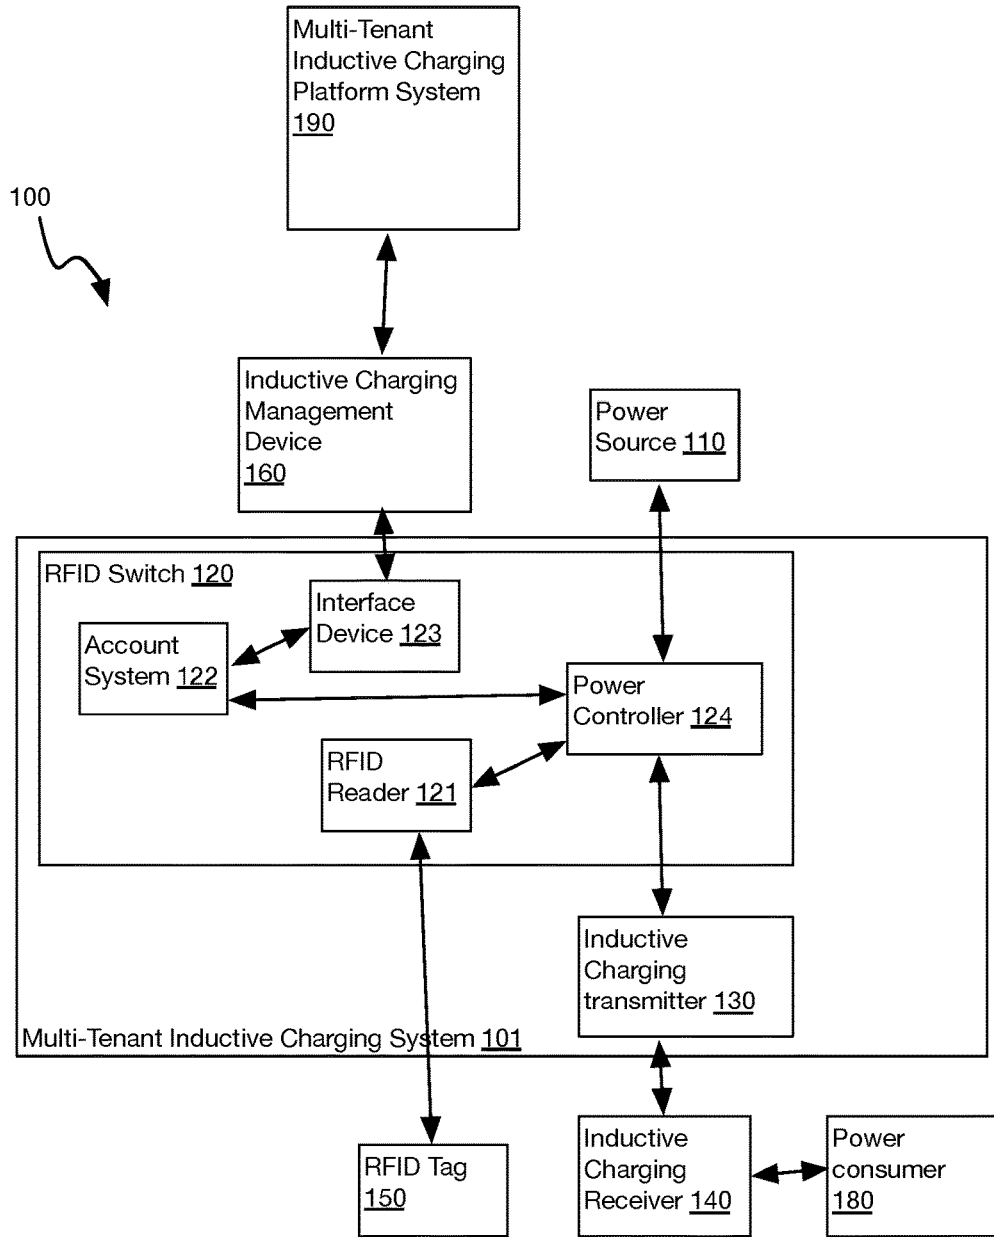 Multi-Tenant
Inductive Charging
Platform System
190
100
Inductive Charging
Management
Device
160
Power
Source 110
RFID Switch 120
Interface
Device 123
Account
System 122
Power
Controller 124
RFID
Reader 121
Inductive
Charging
transmitter 130
Multi-Tenant Inductive Charging System 101
RFID Tag
150
Inductive
Charging
Receiver 140
Power
consumer
180